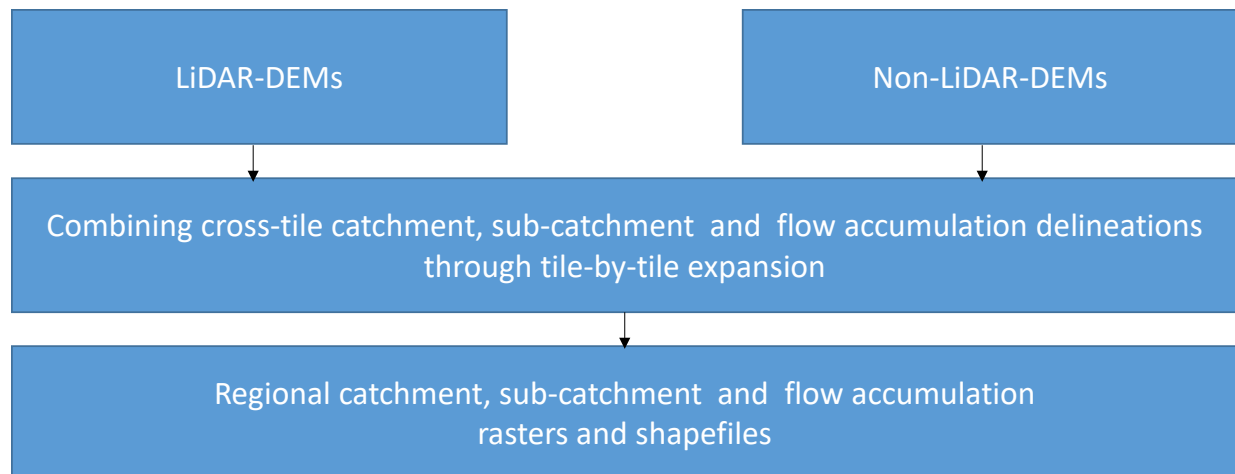 LiDAR-DEMs
Non-LiDAR-DEMs
Combining cross-tile catchment, sub-catchment and flow accumulation delineations
through tile-by-tile expansion
Regional catchment, sub-catchment and flow accumulation
rasters and shapefiles